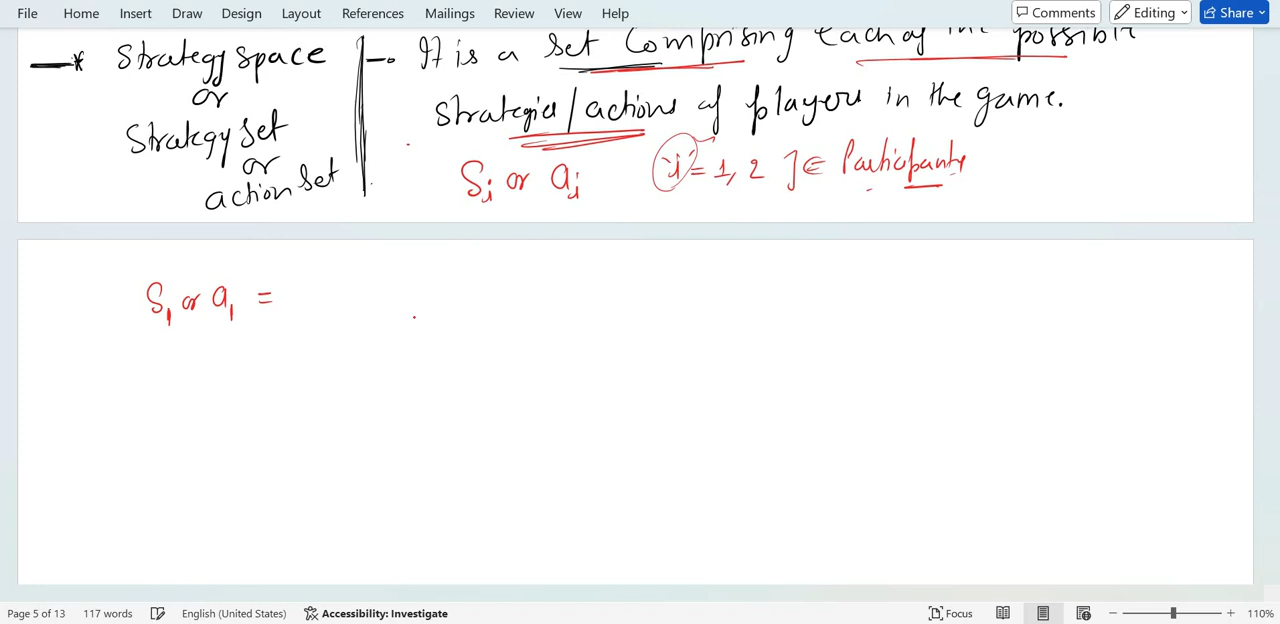 File Home Insert Draw Design Layout References Mailings Review View Help Comments Editing Share
Strategy space |- It is a set comprising each of the possible
or
strategies/actions of players in the game.
Strategy set
or
action set
Si or ai 'i' = 1, 2 ] ∈ Participants
S1 or a1 =
Page 5 of 13 117 words English (United States) Accessibility: Investigate Focus 110%